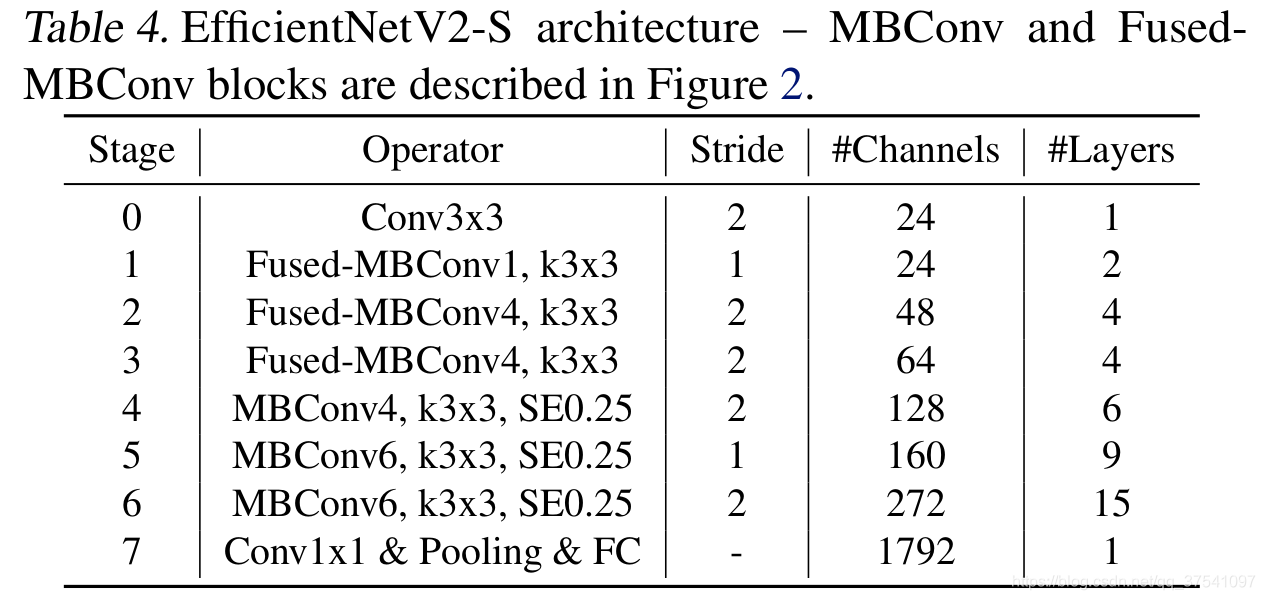 Table 4. EfficientNetV2-S architecture – MBConv and Fused-
MBConv blocks are described in Figure 2.
Stage Operator Stride #Channels #Layers
0 Conv3x3 2 24 1
1 Fused-MBConv1, k3x3 1 24 2
2 Fused-MBConv4, k3x3 2 48 4
3 Fused-MBConv4, k3x3 2 64 4
4 MBConv4, k3x3, SE0.25 2 128 6
5 MBConv6, k3x3, SE0.25 1 160 9
6 MBConv6, k3x3, SE0.25 2 272 15
7 Conv1x1 & Pooling & FC - 1792 1
https://blog.csdn.net/qq_37541097